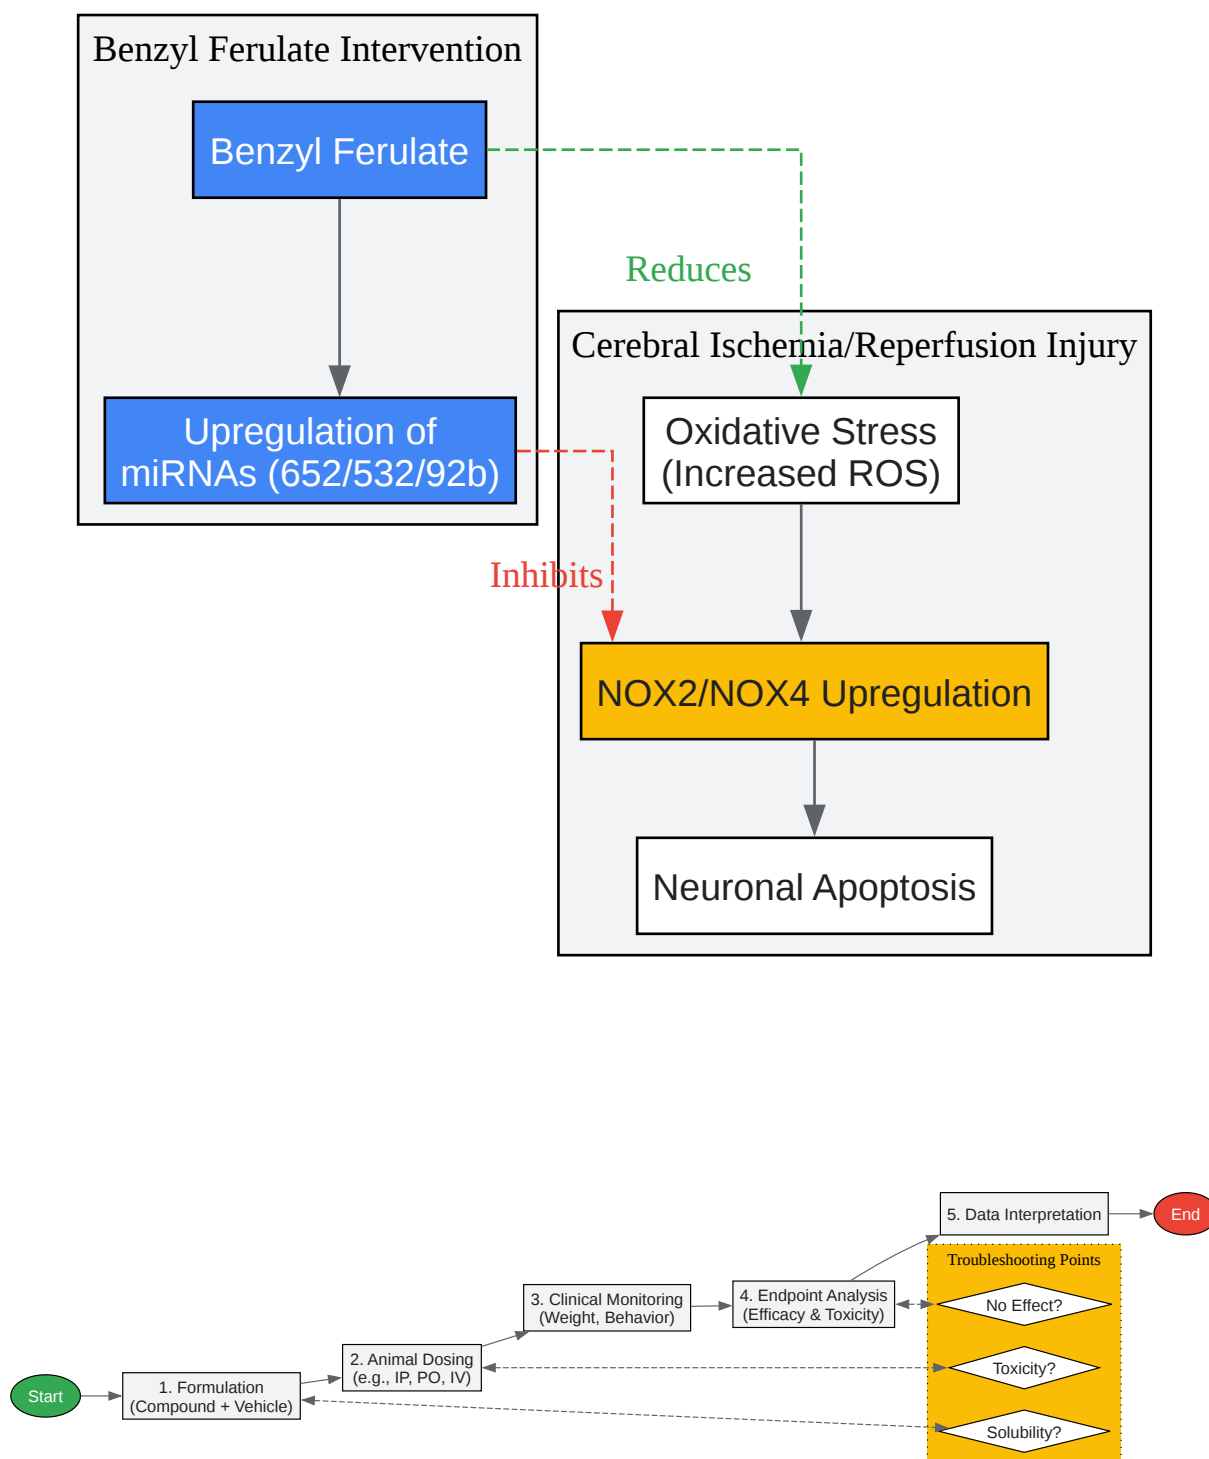 Benzyl Ferulate Intervention
Benzyl Ferulate
Reduces
Cerebral Ischemia/Reperfusion Injury
Upregulation of
miRNAs (652/532/92b)
Oxidative Stress
(Increased ROS)
Inhibits
NOX2/NOX4 Upregulation
Neuronal Apoptosis
Start
1. Formulation
(Compound + Vehicle)
2. Animal Dosing
(e.g., IP, PO, IV)
3. Clinical Monitoring
(Weight, Behavior)
4. Endpoint Analysis
(Efficacy & Toxicity)
5. Data Interpretation
End
Troubleshooting Points
No Effect?
Toxicity?
Solubility?